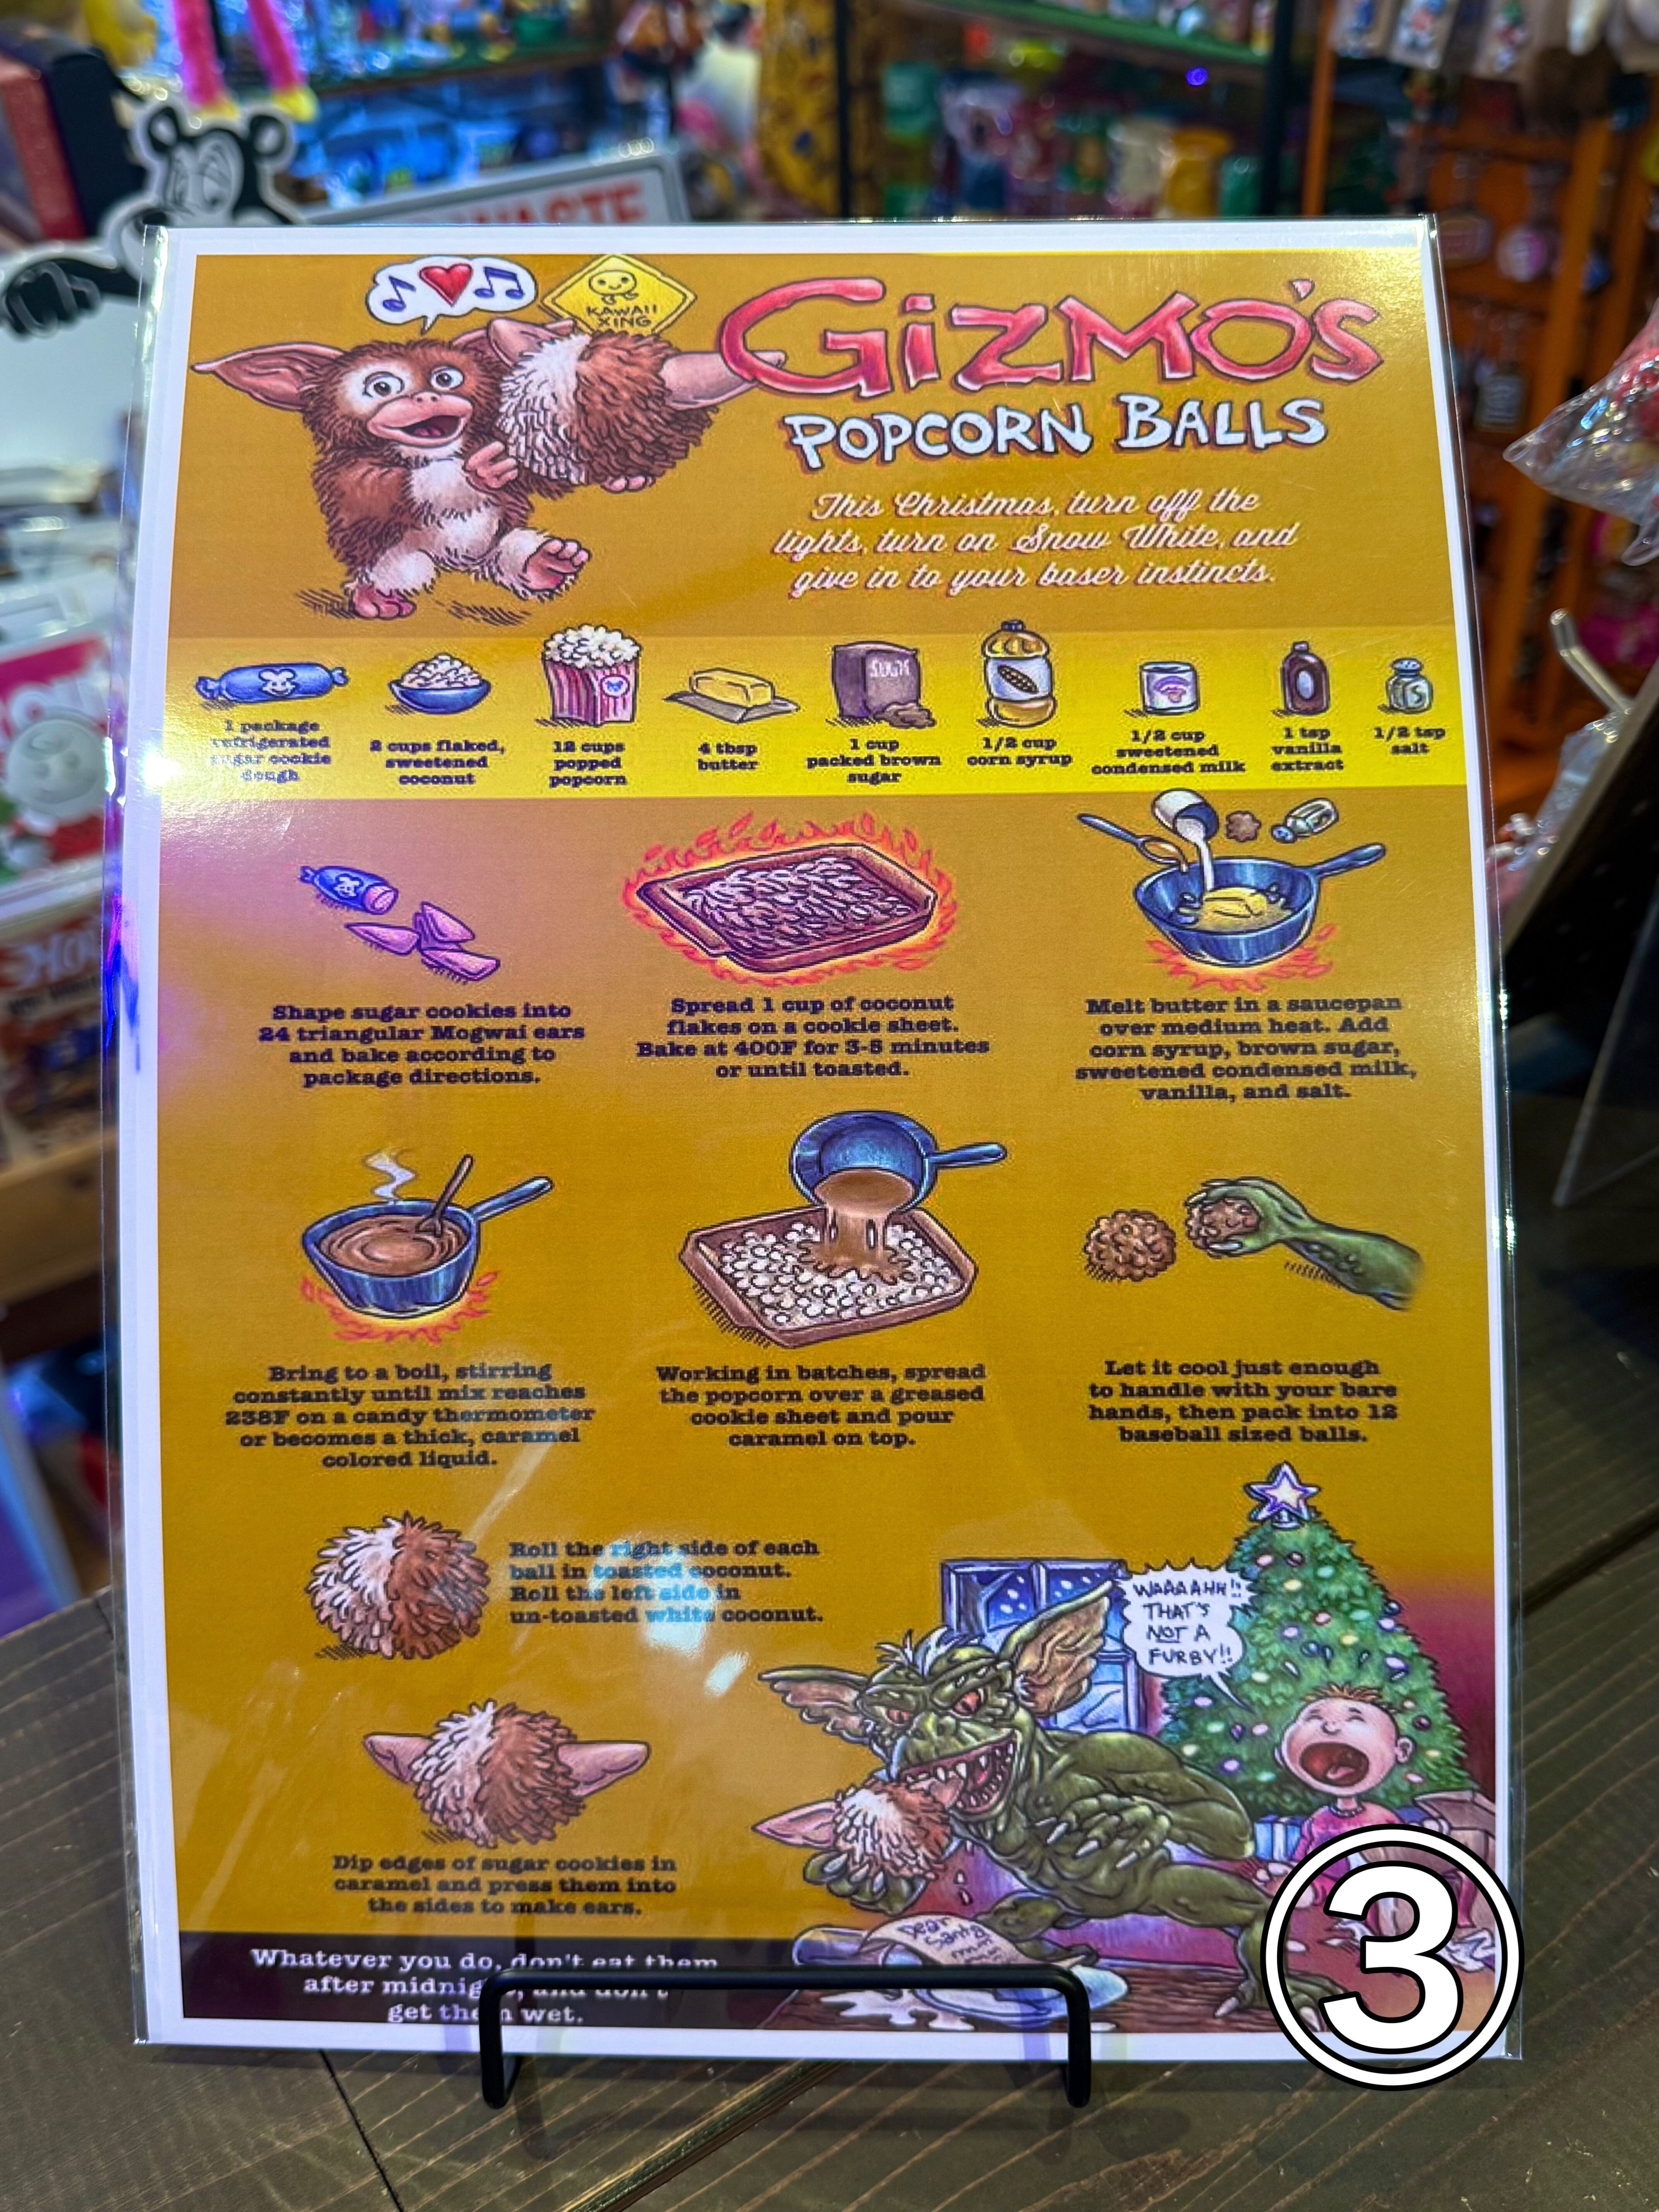 WASTE
KAWAII
XING
GIZMO'S
POPCORN BALLS
This Christmas, turn off the
lights, turn on Snow White, and
give in to your baser instincts.
1 package
refrigerated
sugar cookie
dough
2 cups flaked,
sweetened
coconut
12 cups
popped
popcorn
4 tbsp
butter
SUGAR
1 cup
packed brown
sugar
1/2 cup
corn syrup
1/2 cup
sweetened
condensed milk
1 tsp
vanilla
extract
S
1/2 tsp
salt
Shape sugar cookies into
24 triangular Mogwai ears
and bake according to
package directions.
Spread 1 cup of coconut
flakes on a cookie sheet.
Bake at 400F for 3-5 minutes
or until toasted.
Melt butter in a saucepan
over medium heat. Add
corn syrup, brown sugar,
sweetened condensed milk,
vanilla, and salt.
Bring to a boil, stirring
constantly until mix reaches
238F on a candy thermometer
or becomes a thick, caramel
colored liquid.
Working in batches, spread
the popcorn over a greased
cookie sheet and pour
caramel on top.
Let it cool just enough
to handle with your bare
hands, then pack into 12
baseball sized balls.
Roll the right side of each
ball in toasted coconut.
Roll the left side in
un-toasted white coconut.
WAAAAHH!!
THAT'S
NOT A
FURBY!!
Dip edges of sugar cookies in
caramel and press them into
the sides to make ears.
Dear
Santa
Whatever you do, don't eat them
after midnight, and don't
get them wet.
3